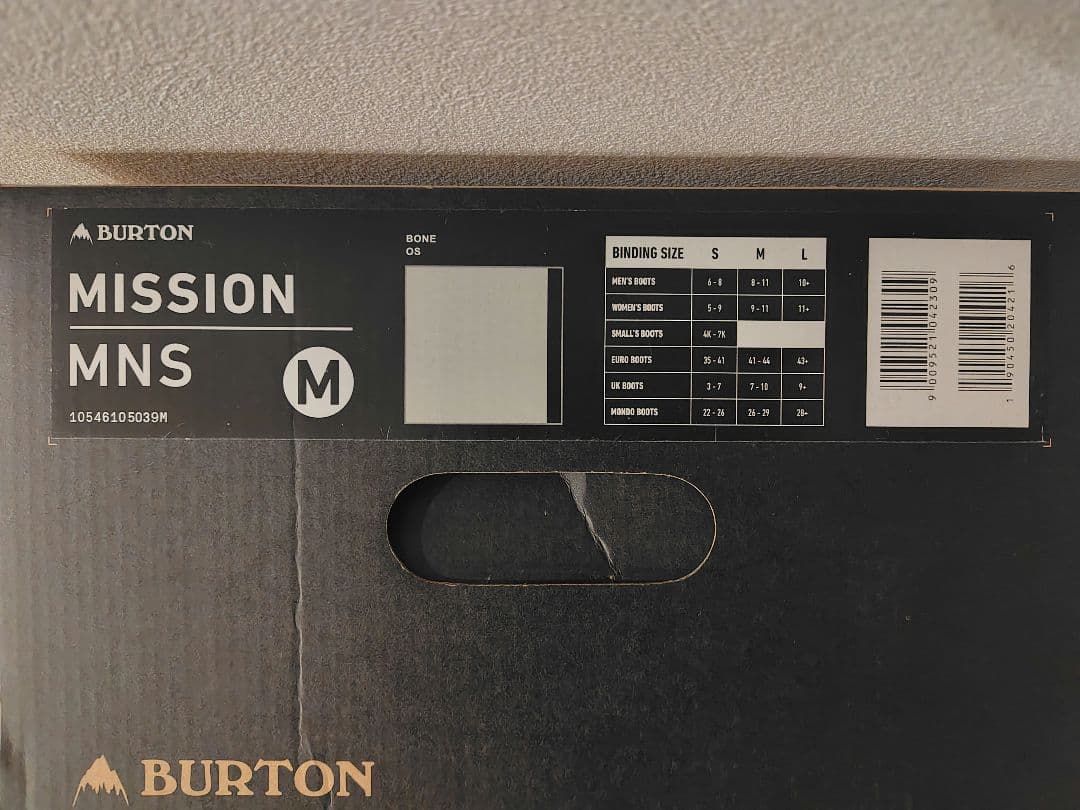 BURTON
MISSION
MNS
M
10546105039M
BONE
OS
BINDING SIZE S M L
MEN'S BOOTS 6 - 8 8 - 11 10+
WOMEN'S BOOTS 5 - 9 9 - 11 11+
SMALL'S BOOTS 4K - 7K
EURO BOOTS 35 - 41 41 - 44 43+
UK BOOTS 3 - 7 7 - 10 9+
MONDO BOOTS 22 - 26 26 - 29 28+
9 009521 042309
1 90450 20421 6
BURTON